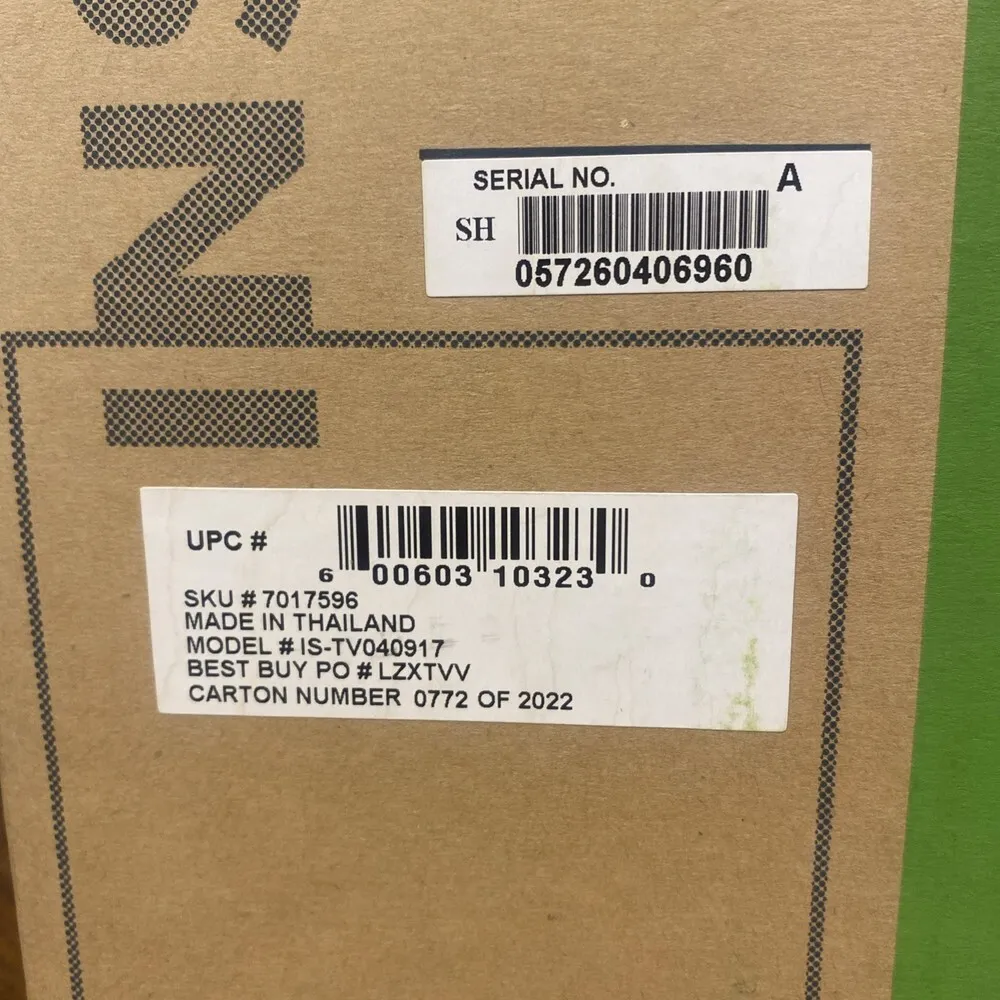 INS
SERIAL NO. A
SH
057260406960
UPC #
6 00603 10323 0
SKU # 7017596
MADE IN THAILAND
MODEL # IS-TV040917
BEST BUY PO # LZXTVV
CARTON NUMBER 0772 OF 2022